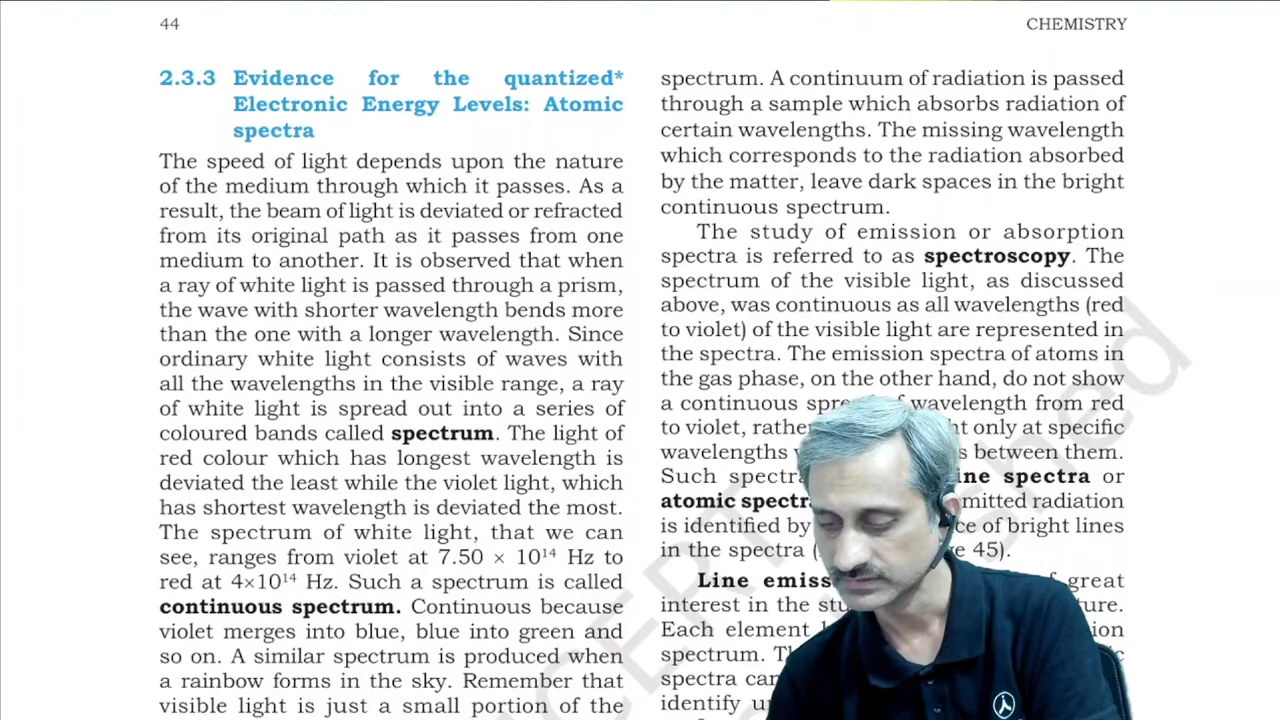 44
CHEMISTRY
2.3.3 Evidence for the quantized*
Electronic Energy Levels: Atomic
spectra
The speed of light depends upon the nature
of the medium through which it passes. As a
result, the beam of light is deviated or refracted
from its original path as it passes from one
medium to another. It is observed that when
a ray of white light is passed through a prism,
the wave with shorter wavelength bends more
than the one with a longer wavelength. Since
ordinary white light consists of waves with
all the wavelengths in the visible range, a ray
of white light is spread out into a series of
coloured bands called spectrum. The light of
red colour which has longest wavelength is
deviated the least while the violet light, which
has shortest wavelength is deviated the most.
The spectrum of white light, that we can
see, ranges from violet at 7.50 × 10¹⁴ Hz to
red at 4×10¹⁴ Hz. Such a spectrum is called
continuous spectrum. Continuous because
violet merges into blue, blue into green and
so on. A similar spectrum is produced when
a rainbow forms in the sky. Remember that
visible light is just a small portion of the
spectrum. A continuum of radiation is passed
through a sample which absorbs radiation of
certain wavelengths. The missing wavelength
which corresponds to the radiation absorbed
by the matter, leave dark spaces in the bright
continuous spectrum.
The study of emission or absorption
spectra is referred to as spectroscopy. The
spectrum of the visible light, as discussed
above, was continuous as all wavelengths (red
to violet) of the visible light are represented in
the spectra. The emission spectra of atoms in
the gas phase, on the other hand, do not show
a continuous of wavelength from red
to violet, only at specific
wavelengths between them.
Such or
atomic radiation
is identified by of bright lines
in the spectra ( 45).
Line great
interest in the
Each element
spectrum.
spectra can
identify